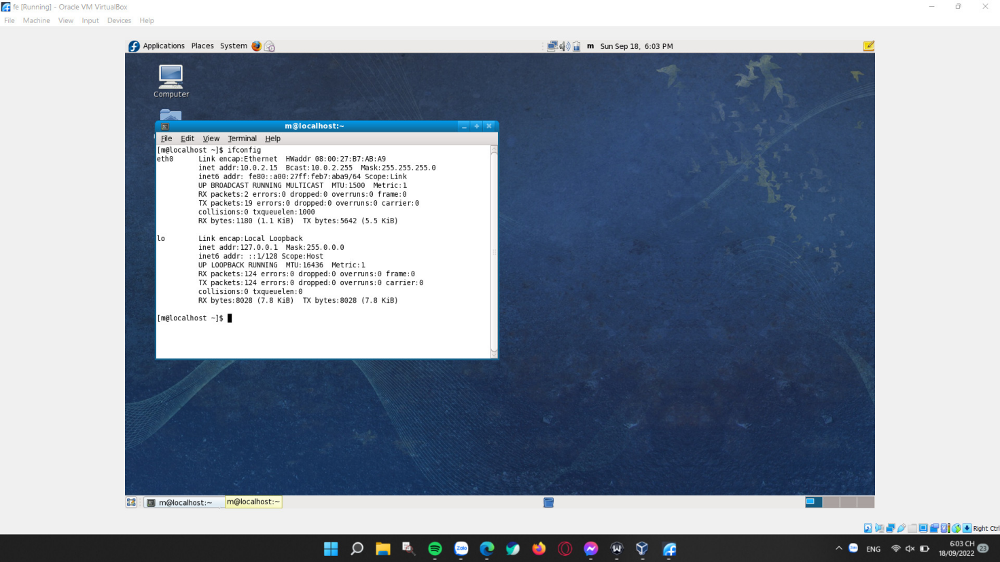 fe [Running] - Oracle VM VirtualBox
File Machine View Input Devices Help
Applications Places System m Sun Sep 18, 6:03 PM
Computer
m@localhost:~
File Edit View Terminal Help
[m@localhost ~]$ ifconfig
eth0 Link encap:Ethernet HWaddr 08:00:27:B7:AB:A9
inet addr:10.0.2.15 Bcast:10.0.2.255 Mask:255.255.255.0
inet6 addr: fe80::a00:27ff:feb7:aba9/64 Scope:Link
UP BROADCAST RUNNING MULTICAST MTU:1500 Metric:1
RX packets:2 errors:0 dropped:0 overruns:0 frame:0
TX packets:19 errors:0 dropped:0 overruns:0 carrier:0
collisions:0 txqueuelen:1000
RX bytes:1180 (1.1 KiB) TX bytes:5642 (5.5 KiB)
lo Link encap:Local Loopback
inet addr:127.0.0.1 Mask:255.0.0.0
inet6 addr: ::1/128 Scope:Host
UP LOOPBACK RUNNING MTU:16436 Metric:1
RX packets:124 errors:0 dropped:0 overruns:0 frame:0
TX packets:124 errors:0 dropped:0 overruns:0 carrier:0
collisions:0 txqueuelen:0
RX bytes:8028 (7.8 KiB) TX bytes:8028 (7.8 KiB)
[m@localhost ~]$
m@localhost:~ m@localhost:~
Right Ctrl
Zalo
ENG
6:03 CH
18/09/2022
23